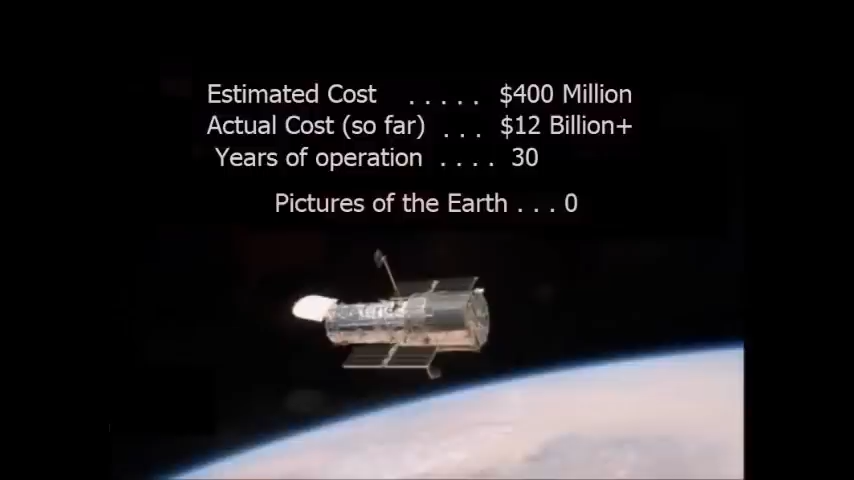 Estimated Cost ..... $400 Million
Actual Cost (so far) ... $12 Billion+
Years of operation .... 30
Pictures of the Earth ... 0